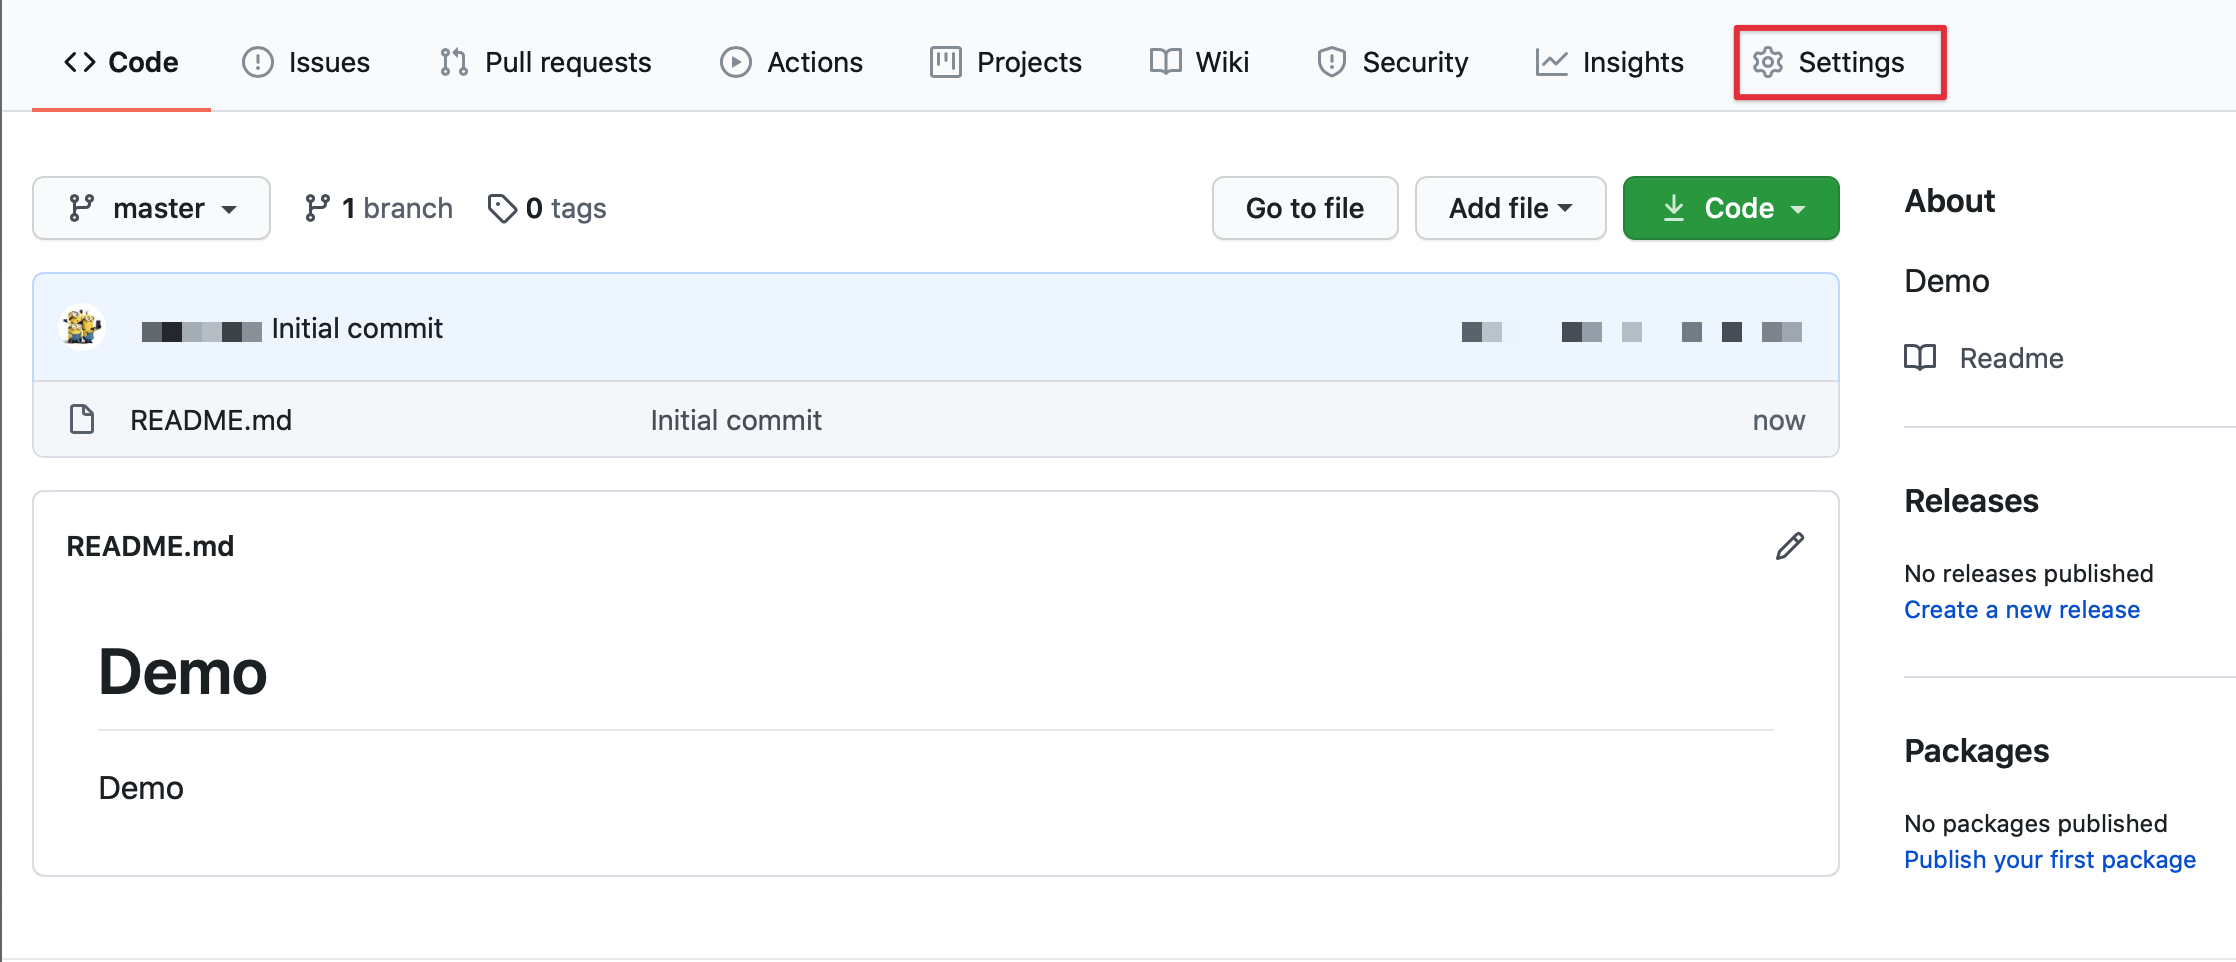 Code Issues Pull requests Actions Projects Wiki Security Insights Settings
master 1 branch 0 tags Go to file Add file Code
Initial commit
README.md Initial commit now
README.md
Demo
Demo
About
Demo
Readme
Releases
No releases published
Create a new release
Packages
No packages published
Publish your first package